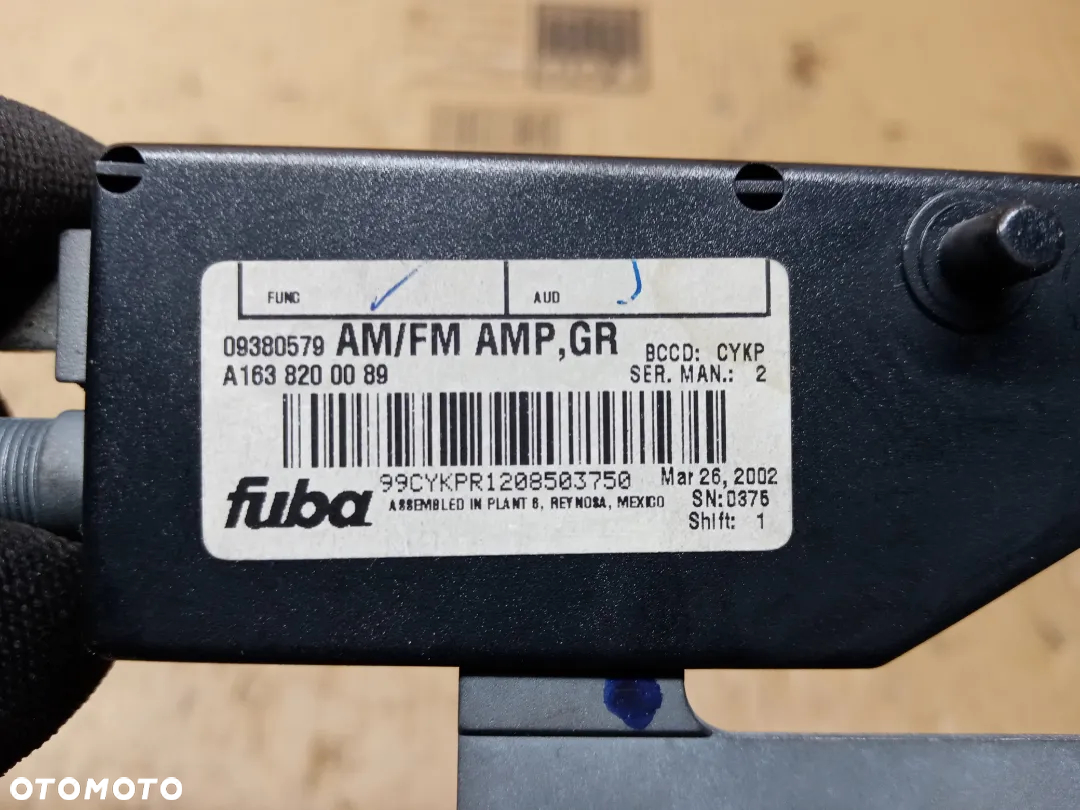 FUNC AUD
09380579 AM/FM AMP,GR
A163 820 00 89
BCCD: CYKP
SER. MAN.: 2
99CYKPR1208503750
fuba
ASSEMBLED IN PLANT 6, REYNOSA, MEXICO
Mar 26, 2002
SN:0375
Shift: 1
OTOMOTO